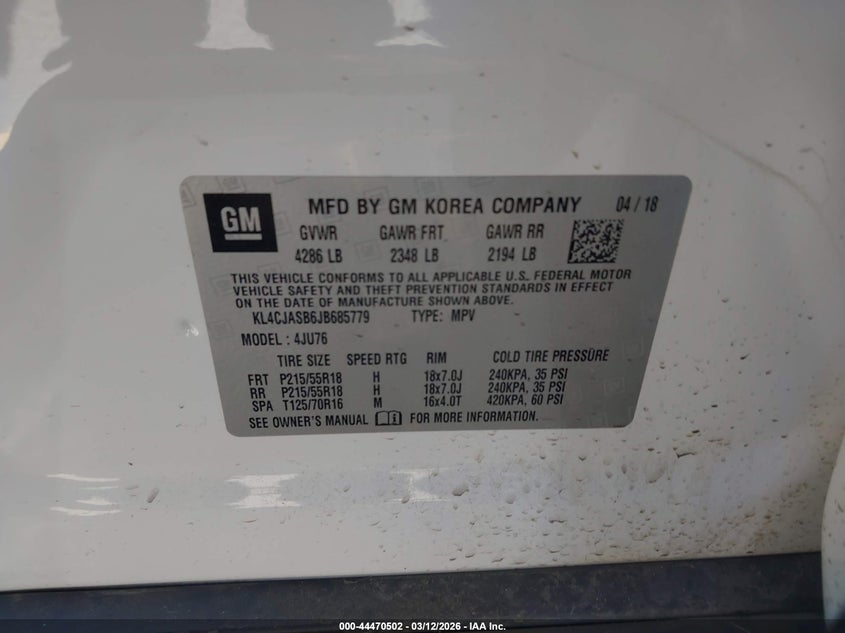 GM
MFD BY GM KOREA COMPANY 04 / 18
GVWR GAWR FRT GAWR RR
4286 LB 2348 LB 2194 LB
THIS VEHICLE CONFORMS TO ALL APPLICABLE U.S. FEDERAL MOTOR
VEHICLE SAFETY AND THEFT PREVENTION STANDARDS IN EFFECT
ON THE DATE OF MANUFACTURE SHOWN ABOVE.
KL4CJASB6JB685779 TYPE: MPV
MODEL : 4JU76
TIRE SIZE SPEED RTG RIM COLD TIRE PRESSURE
FRT P215/55R18 H 18x7.0J 240KPA, 35 PSI
RR P215/55R18 H 18x7.0J 240KPA, 35 PSI
SPA T125/70R16 M 16x4.0T 420KPA, 60 PSI
SEE OWNER'S MANUAL FOR MORE INFORMATION.
000-44470502 - 03/12/2026 - IAA Inc.